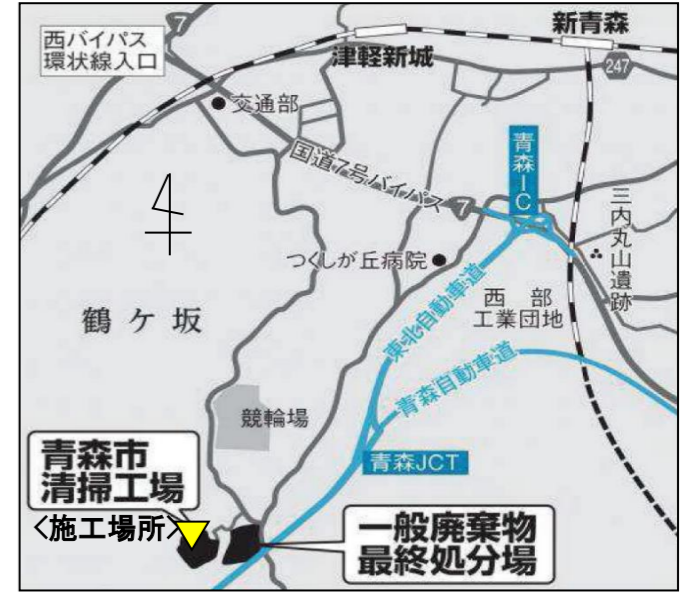 新青森
西バイパス
環状線入口
7
津軽新城
247
交通部
国道7号バイパス
7
青森IC
三内丸山遺跡
つくしが丘病院
西部
工業団地
鶴ケ坂
東北自動車道
青森自動車道
競輪場
青森JCT
青森市
清掃工場
<施工場所>
一般廃棄物
最終処分場